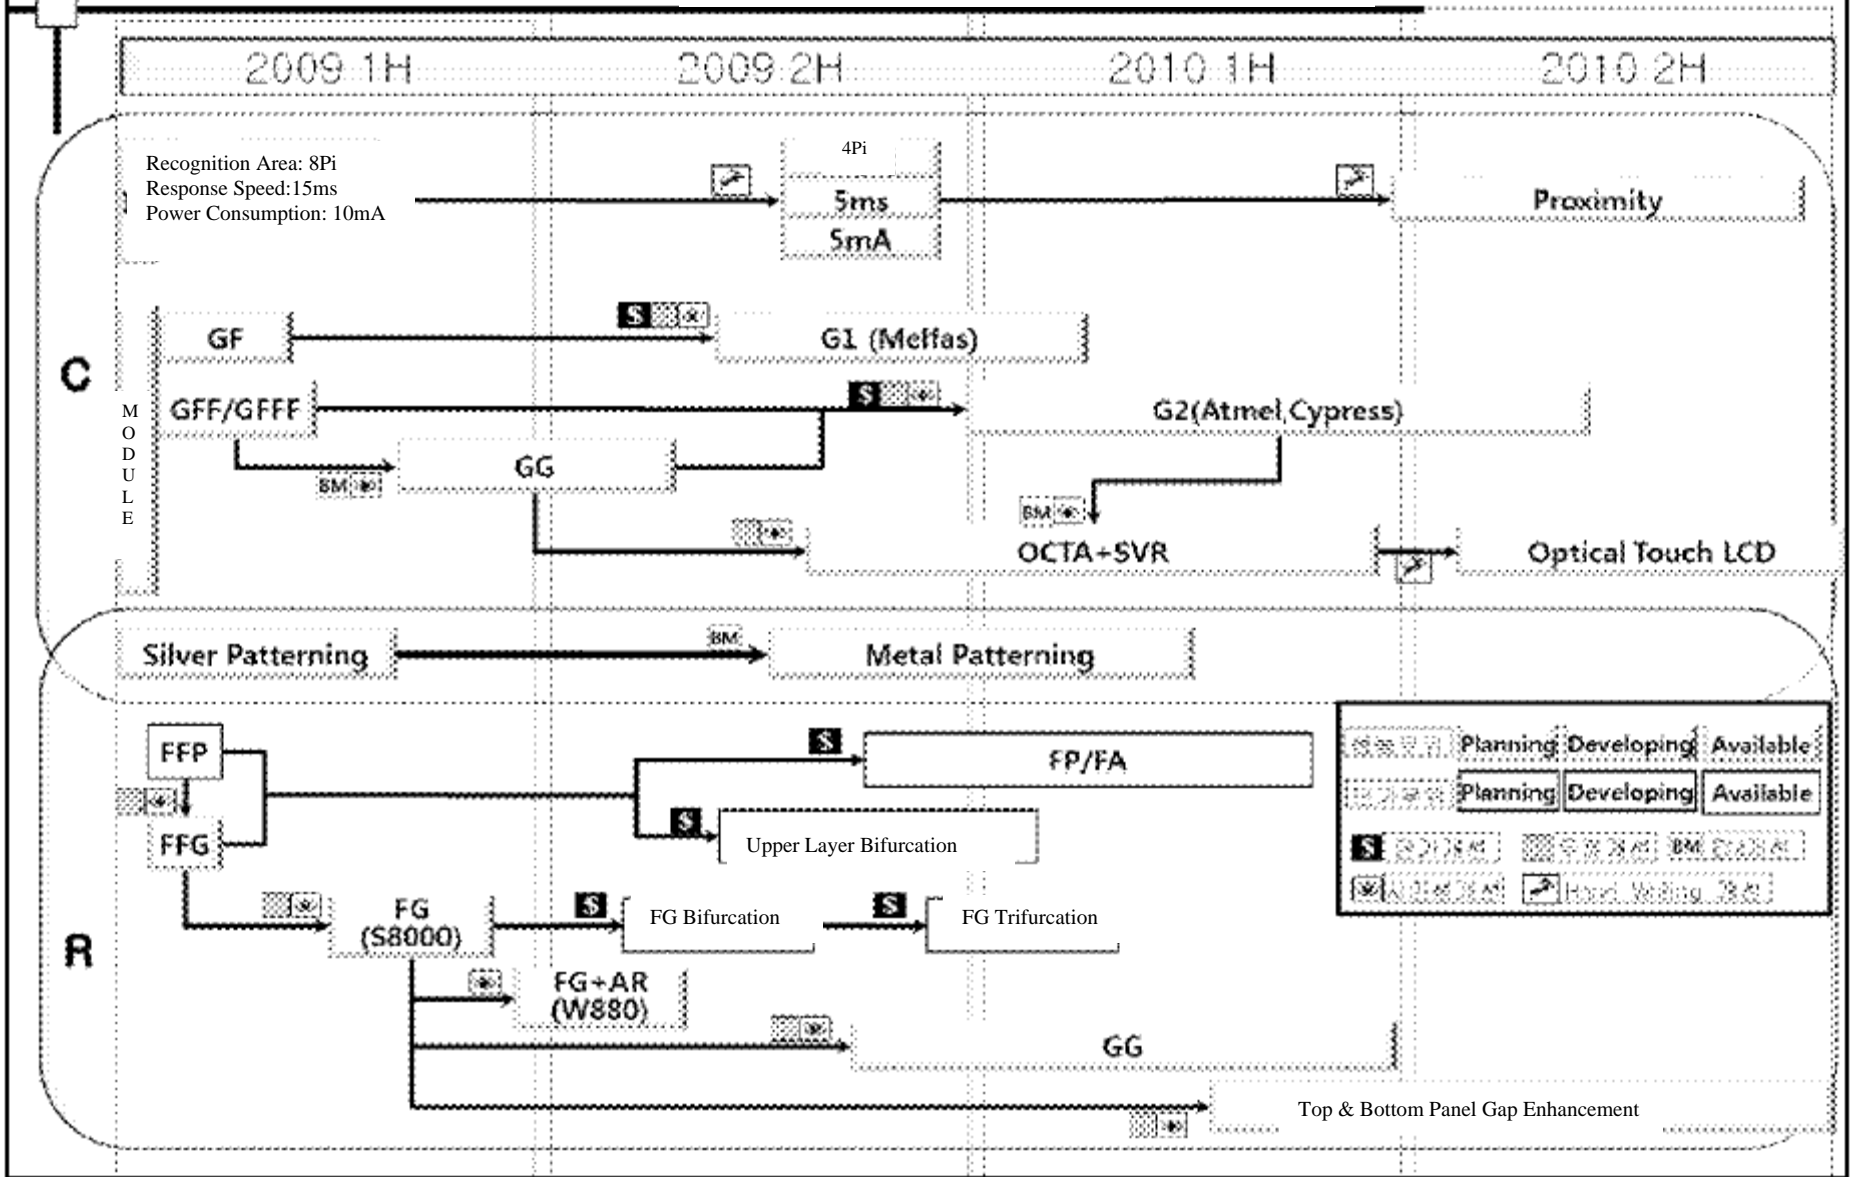 2009 1H
2009 2H
2010 1H
2010 2H
C
Recognition Area: 8Pi
Response Speed:15ms
Power Consumption: 10mA
4Pi
5ms
5mA
Proximity
MODULE
GF
$
G1 (Melfas)
GFF/GFFF
$
G2(Atmel,Cypress)
BM
GG
BM
OCTA+SVR
Optical Touch LCD
Silver Patterning
BM
Metal Patterning
R
FFP
FFG
$
FP/FA
$
Upper Layer Bifurcation
FG
(S8000)
$
FG Bifurcation
$
FG Trifurcation
FG+AR
(W880)
GG
Top & Bottom Panel Gap Enhancement
Planning Developing Available
Planning Developing Available
$
BM